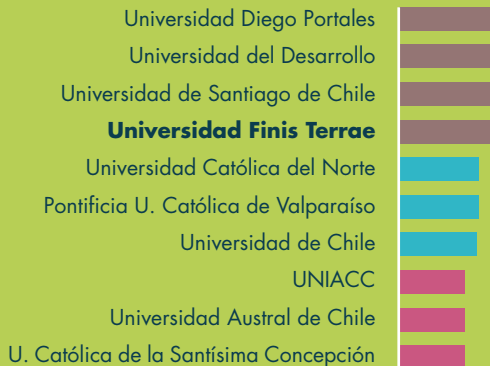 Universidad Diego Portales
Universidad del Desarrollo
Universidad de Santiago de Chile
Universidad Finis Terrae
Universidad Católica del Norte
Pontificia U. Católica de Valparaíso
Universidad de Chile
UNIACC
Universidad Austral de Chile
U. Católica de la Santísima Concepción